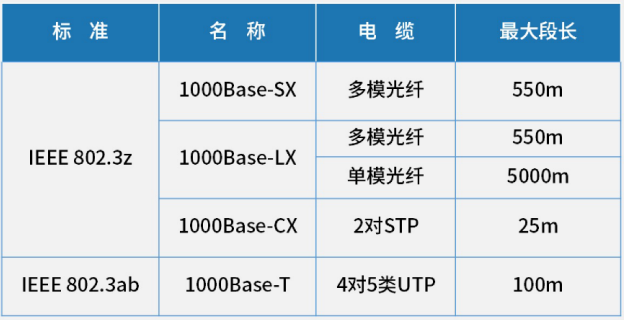 标 准 名 称 电 缆 最大段长
IEEE 802.3z 1000Base-SX 多模光纤 550m
1000Base-LX 多模光纤 550m
单模光纤 5000m
1000Base-CX 2对STP 25m
IEEE 802.3ab 1000Base-T 4对5类UTP 100m